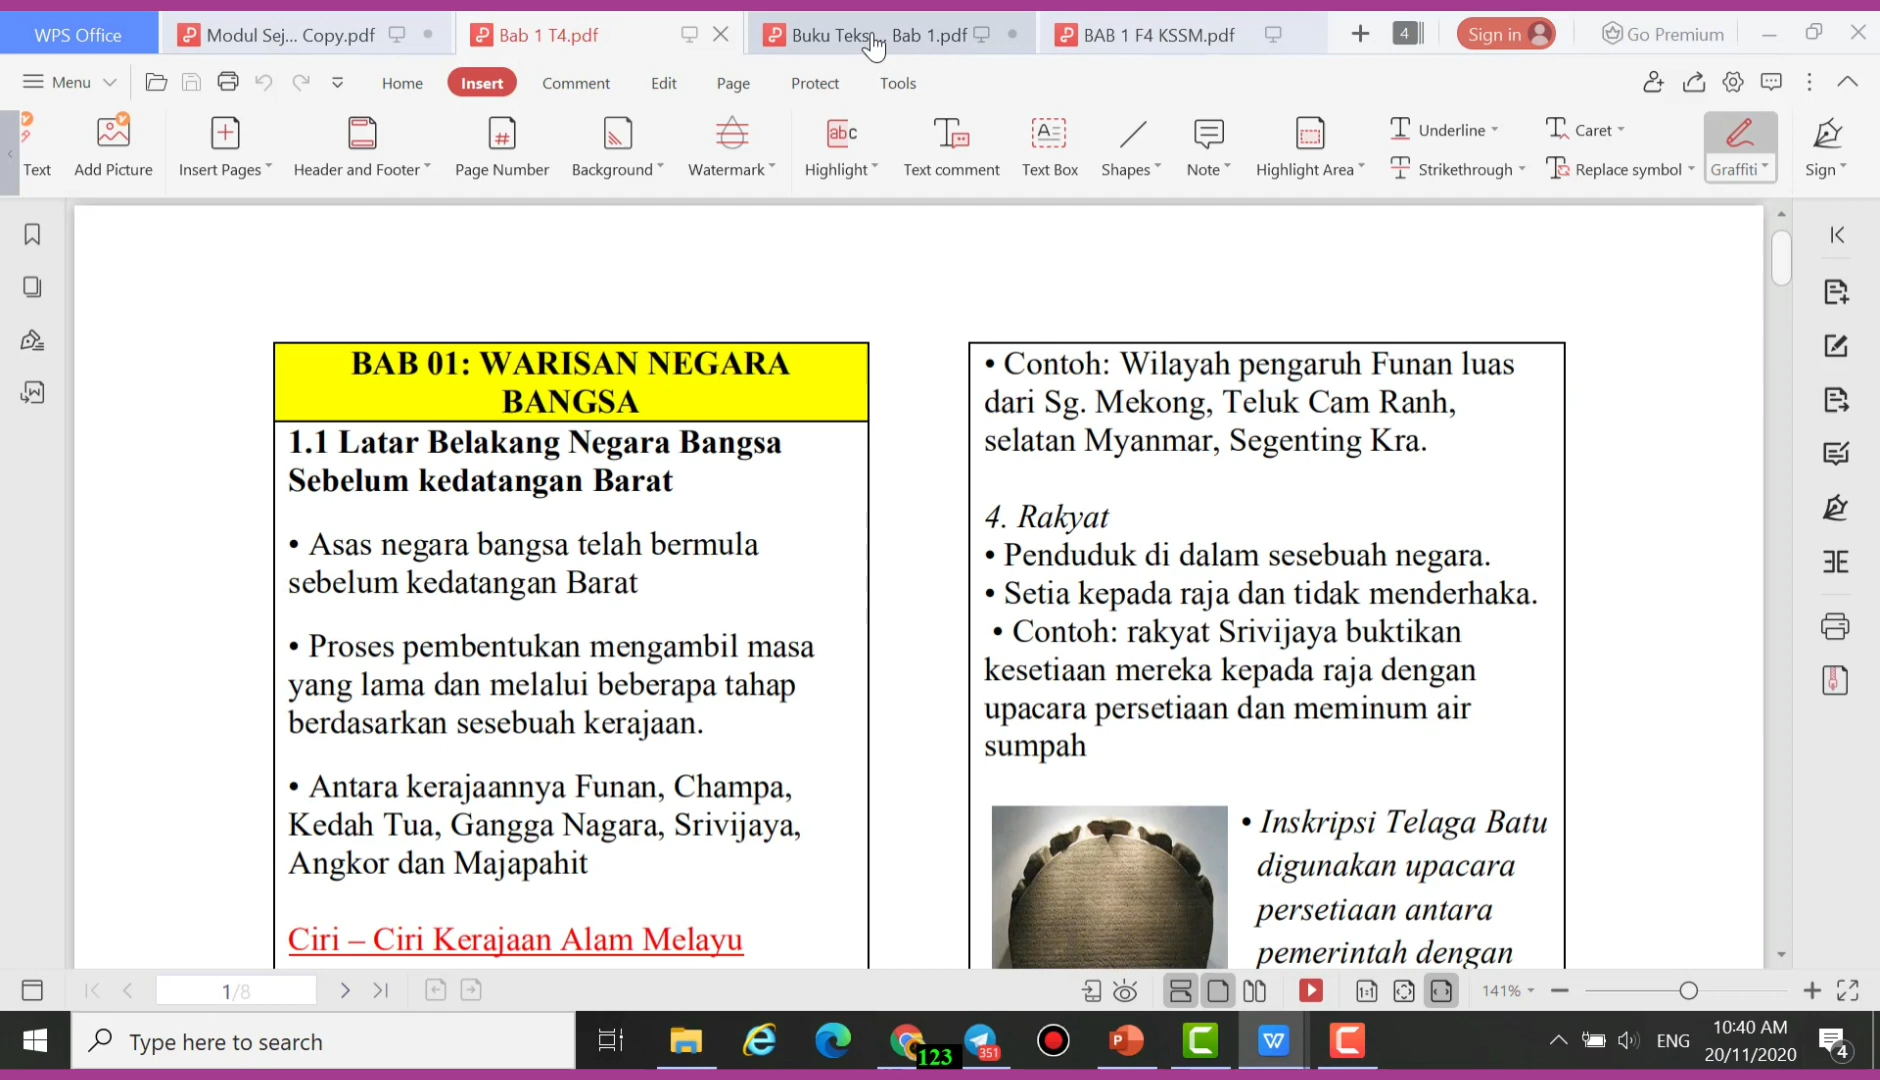 WPS Office
Modul Sej... Copy.pdf
Bab 1 T4.pdf
Buku Teks... Bab 1.pdf
BAB 1 F4 KSSM.pdf
4
Sign in
Go Premium
Menu
Home
Insert
Comment
Edit
Page
Protect
Tools
Text
Add Picture
Insert Pages
Header and Footer
Page Number
Background
Watermark
Highlight
Text comment
Text Box
Shapes
Note
Highlight Area
Underline
Strikethrough
Caret
Replace symbol
Graffiti
Sign
BAB 01: WARISAN NEGARA
BANGSA
1.1 Latar Belakang Negara Bangsa
Sebelum kedatangan Barat
• Asas negara bangsa telah bermula
sebelum kedatangan Barat
• Proses pembentukan mengambil masa
yang lama dan melalui beberapa tahap
berdasarkan sesebuah kerajaan.
• Antara kerajaannya Funan, Champa,
Kedah Tua, Gangga Nagara, Srivijaya,
Angkor dan Majapahit
Ciri – Ciri Kerajaan Alam Melayu
• Contoh: Wilayah pengaruh Funan luas
dari Sg. Mekong, Teluk Cam Ranh,
selatan Myanmar, Segenting Kra.
4. Rakyat
• Penduduk di dalam sesebuah negara.
• Setia kepada raja dan tidak menderhaka.
• Contoh: rakyat Srivijaya buktikan
kesetiaan mereka kepada raja dengan
upacara persetiaan dan meminum air
sumpah
• Inskripsi Telaga Batu
digunakan upacara
persetiaan antara
pemerintah dengan
1/8
141%
Type here to search
123
351
ENG
10:40 AM
20/11/2020
4